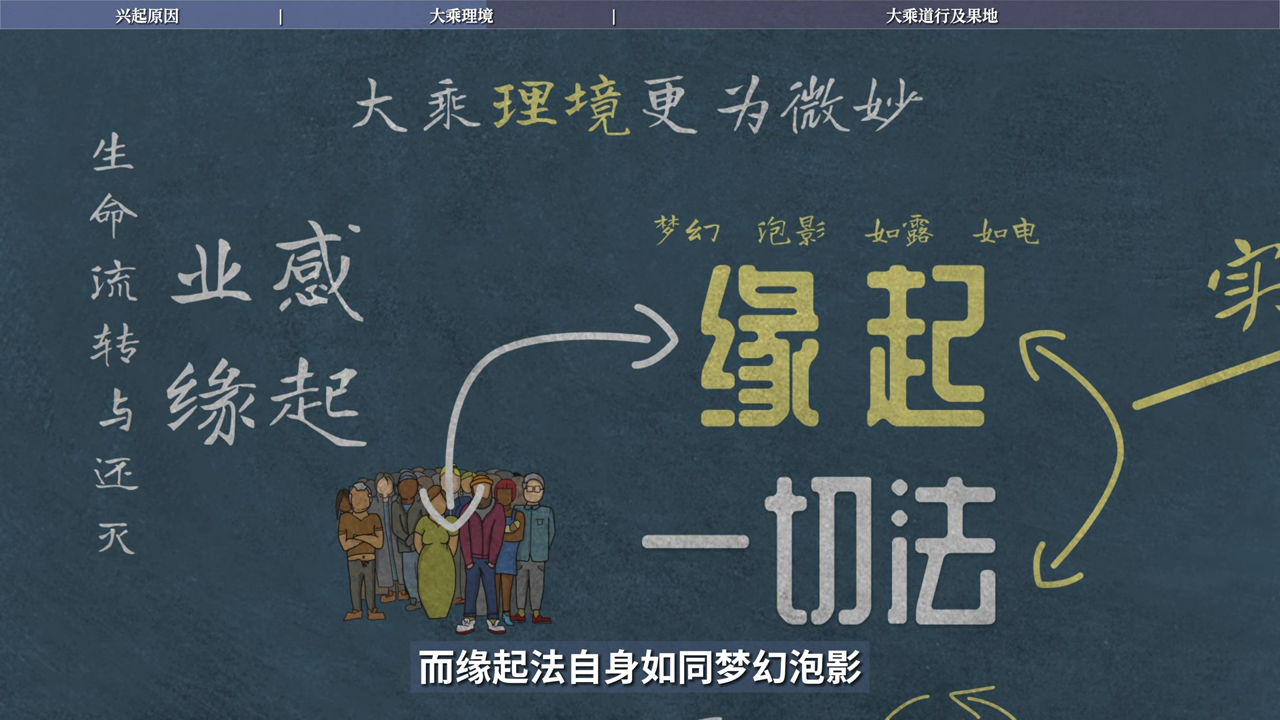 兴起原因 | 大乘理境 | 大乘道行及果地
大乘理境更为微妙
生命流转与还灭
业感
缘起
梦幻 泡影 如露 如电
缘起
一切法
实
而缘起法自身如同梦幻泡影